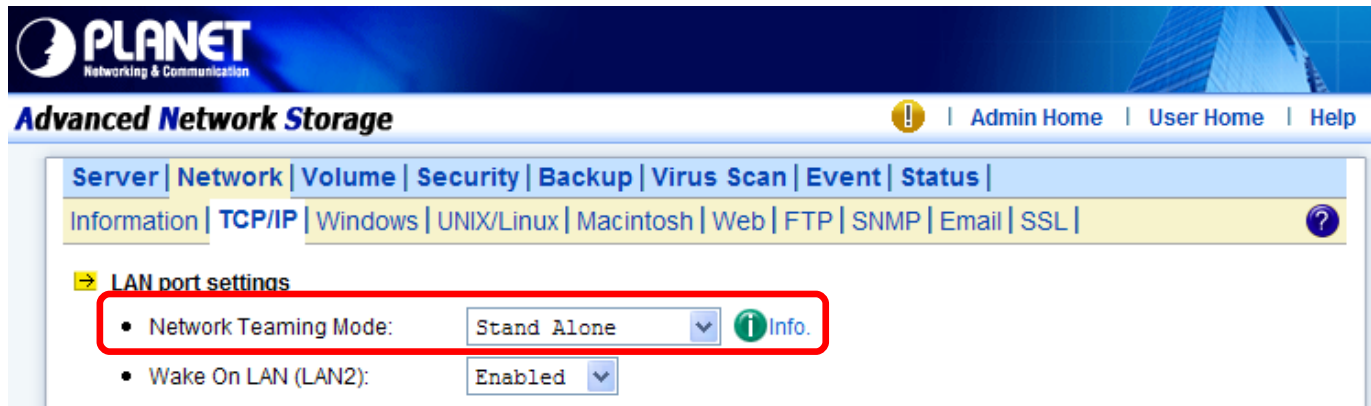 PLANET
Networking & Communication
Advanced Network Storage
! | Admin Home | User Home | Help
Server | Network | Volume | Security | Backup | Virus Scan | Event | Status |
Information | TCP/IP | Windows | UNIX/Linux | Macintosh | Web | FTP | SNMP | Email | SSL | ?
LAN port settings
• Network Teaming Mode: Stand Alone i Info.
• Wake On LAN (LAN2): Enabled